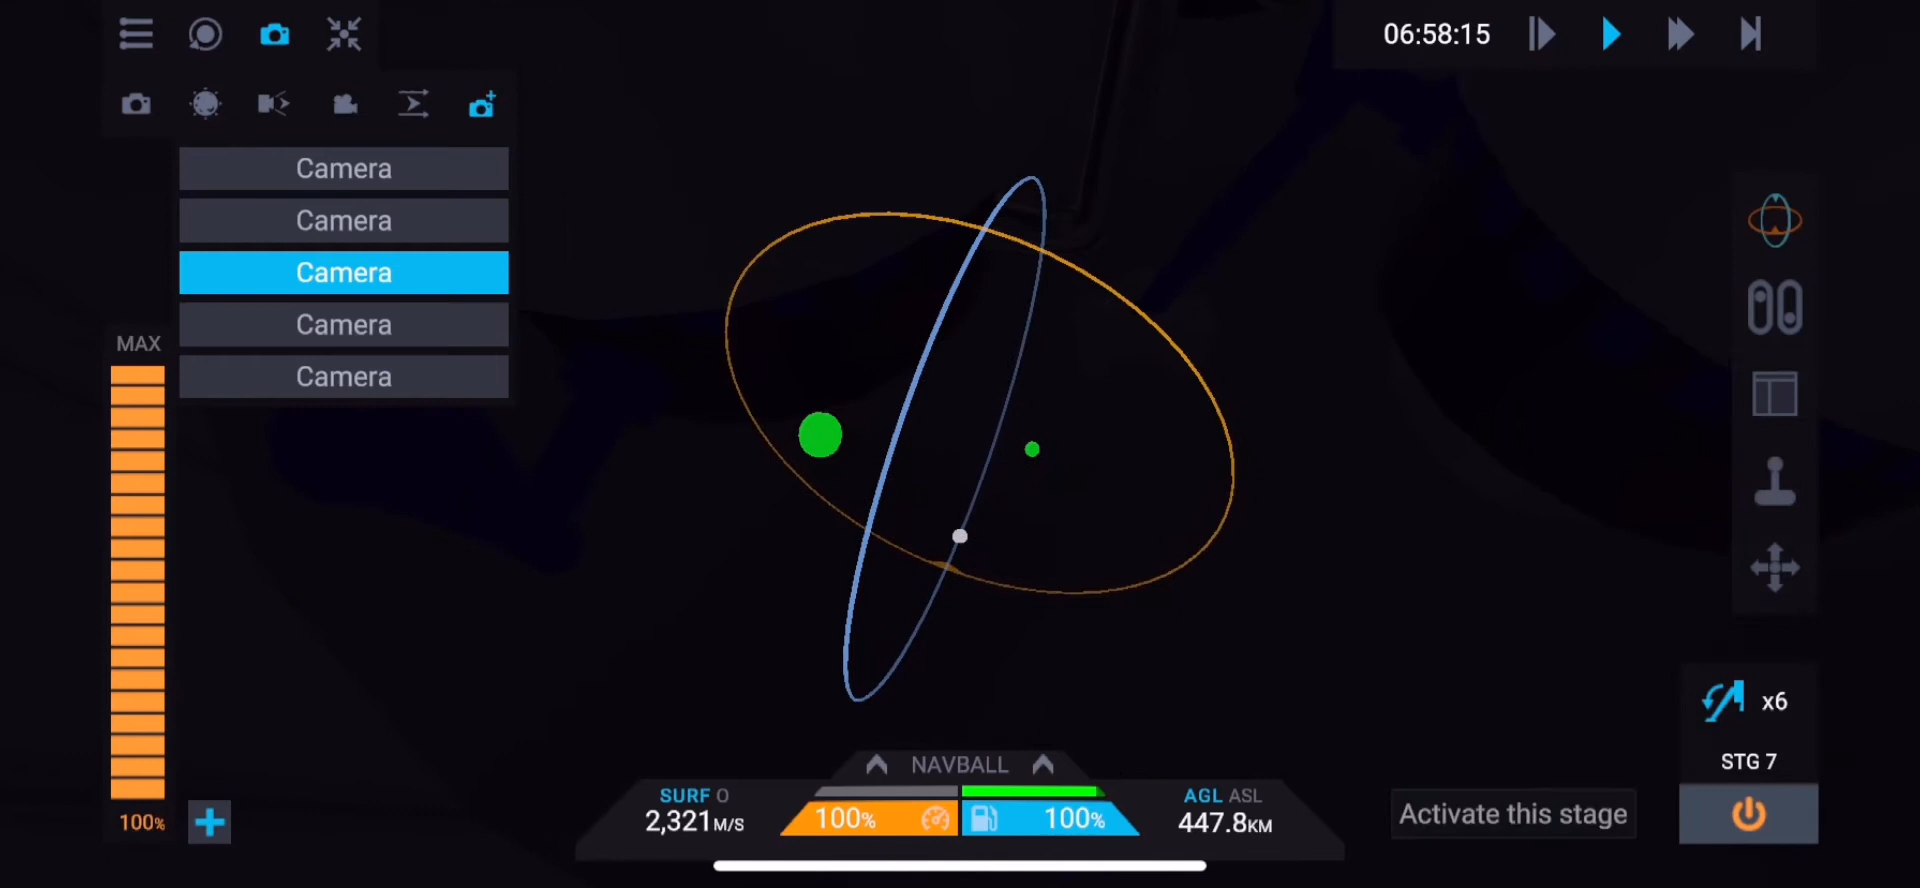 06:58:15
Camera
Camera
Camera
Camera
Camera
MAX
100%
NAVBALL
SURF O
2,321M/S
100%
100%
AGL ASL
447.8KM
x6
STG 7
Activate this stage